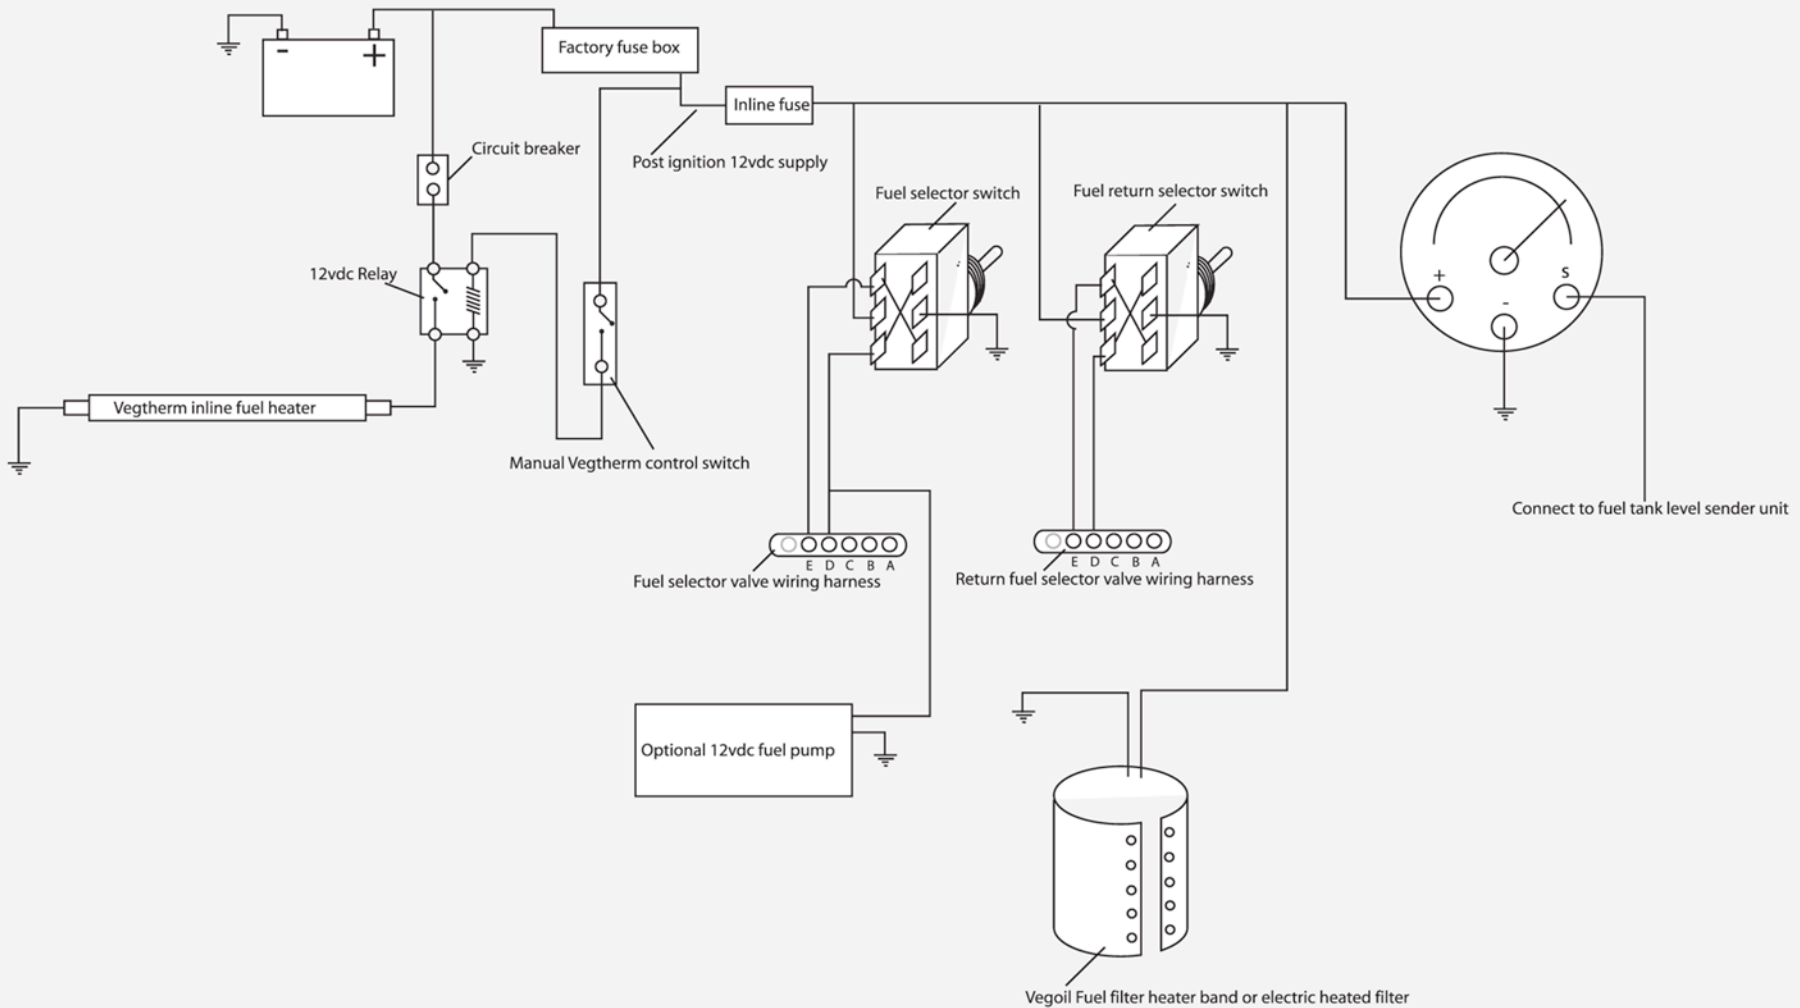 - +
Factory fuse box
Inline fuse
Circuit breaker
Post ignition 12vdc supply
Fuel selector switch
Fuel return selector switch
12vdc Relay
+ - S
Vegtherm inline fuel heater
Manual Vegtherm control switch
Connect to fuel tank level sender unit
E D C B A
Fuel selector valve wiring harness
E D C B A
Return fuel selector valve wiring harness
Optional 12vdc fuel pump
Vegoil Fuel filter heater band or electric heated filter